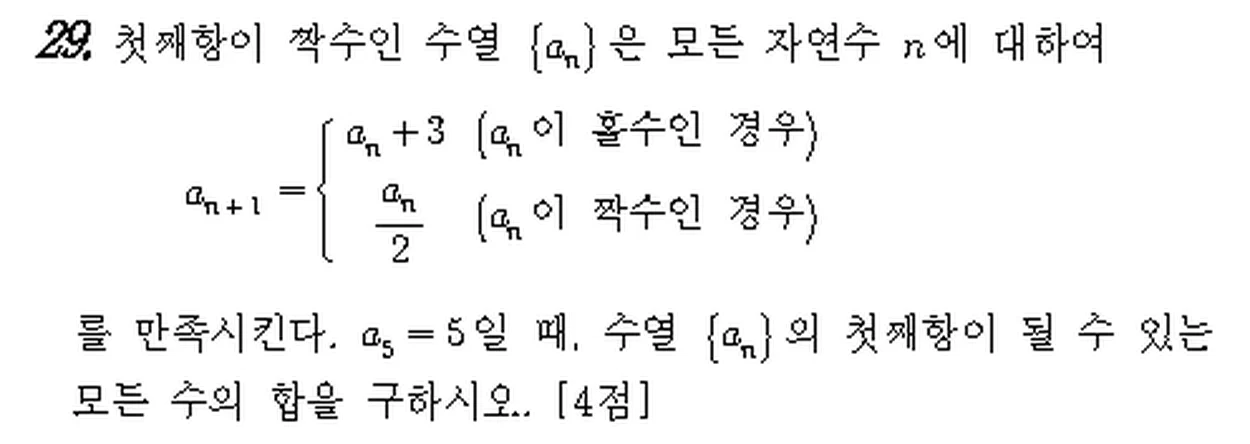 29. 첫째항이 짝수인 수열 {aₙ}은 모든 자연수 n에 대하여
aₙ₊₁ = { aₙ+3 (aₙ이 홀수인 경우)
aₙ/2 (aₙ이 짝수인 경우)
를 만족시킨다. a₅=5일 때, 수열 {aₙ}의 첫째항이 될 수 있는
모든 수의 합을 구하시오. [4점]